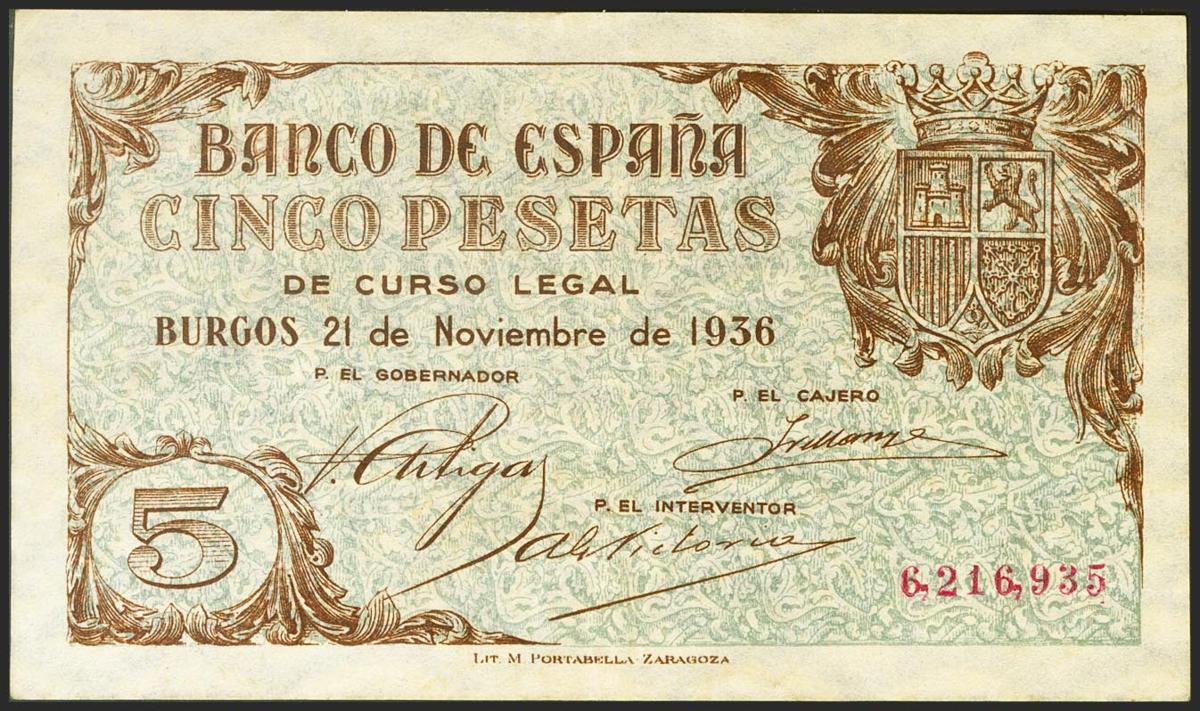 BANCO DE ESPAÑA
CINCO PESETAS
DE CURSO LEGAL
BURGOS 21 de Noviembre de 1936
P. EL GOBERNADOR
P. EL CAJERO
P. EL INTERVENTOR
5
6,216,935
LIT. M. PORTABELLA-ZARAGOZA